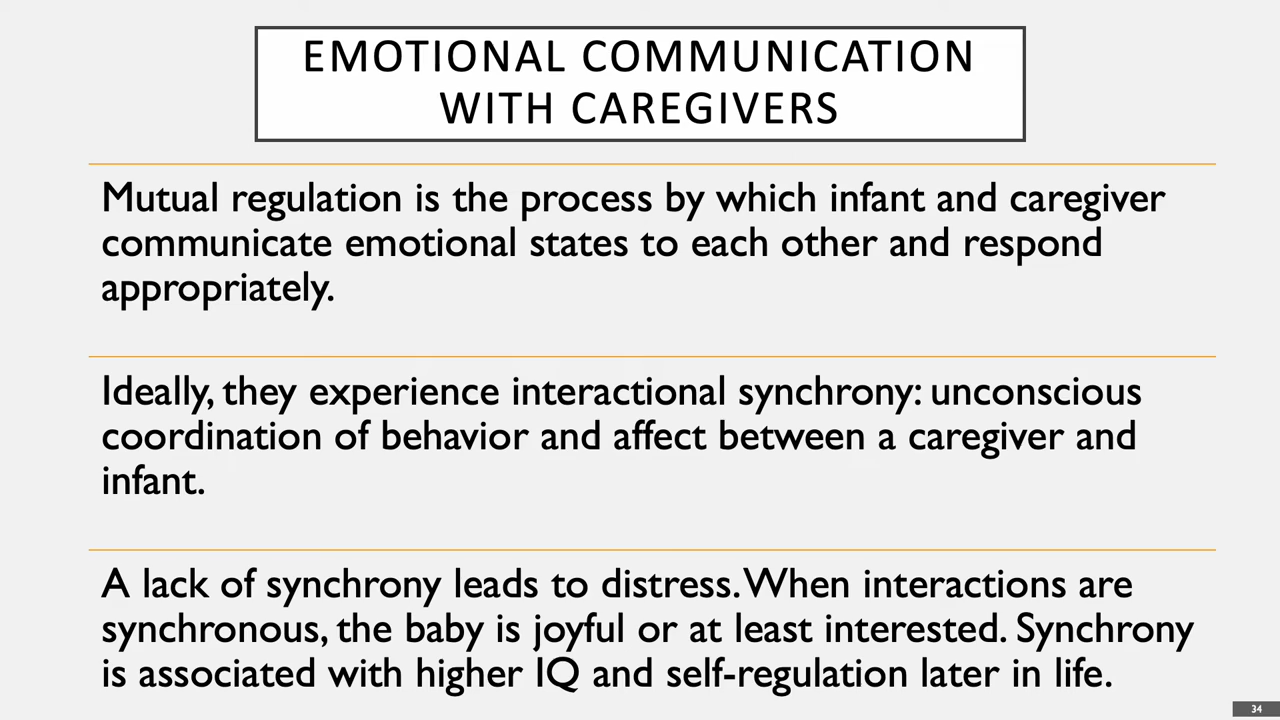 EMOTIONAL COMMUNICATION
WITH CAREGIVERS
Mutual regulation is the process by which infant and caregiver
communicate emotional states to each other and respond
appropriately.
Ideally, they experience interactional synchrony: unconscious
coordination of behavior and affect between a caregiver and
infant.
A lack of synchrony leads to distress. When interactions are
synchronous, the baby is joyful or at least interested. Synchrony
is associated with higher IQ and self-regulation later in life.
34